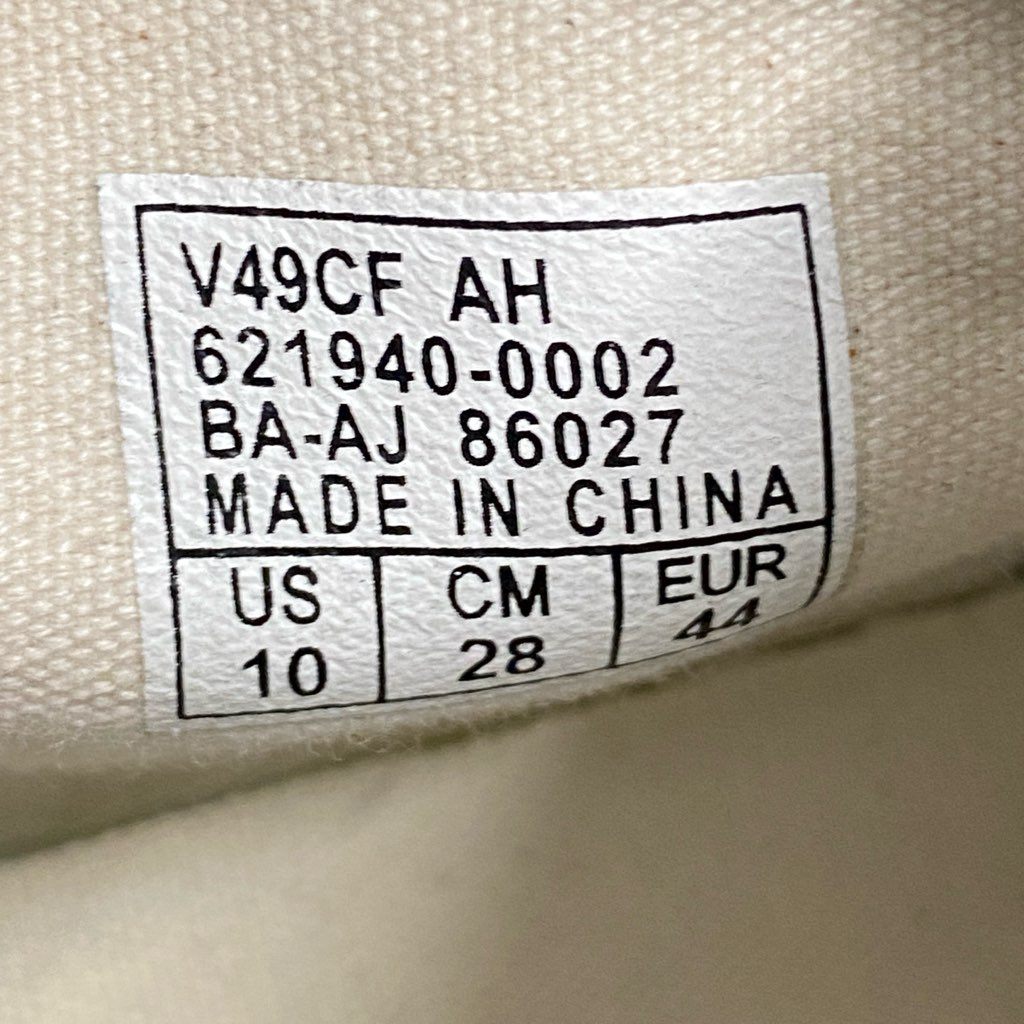 V49CF AH
621940-0002
BA-AJ 86027
MADE IN CHINA
US CM EUR
10 28 44